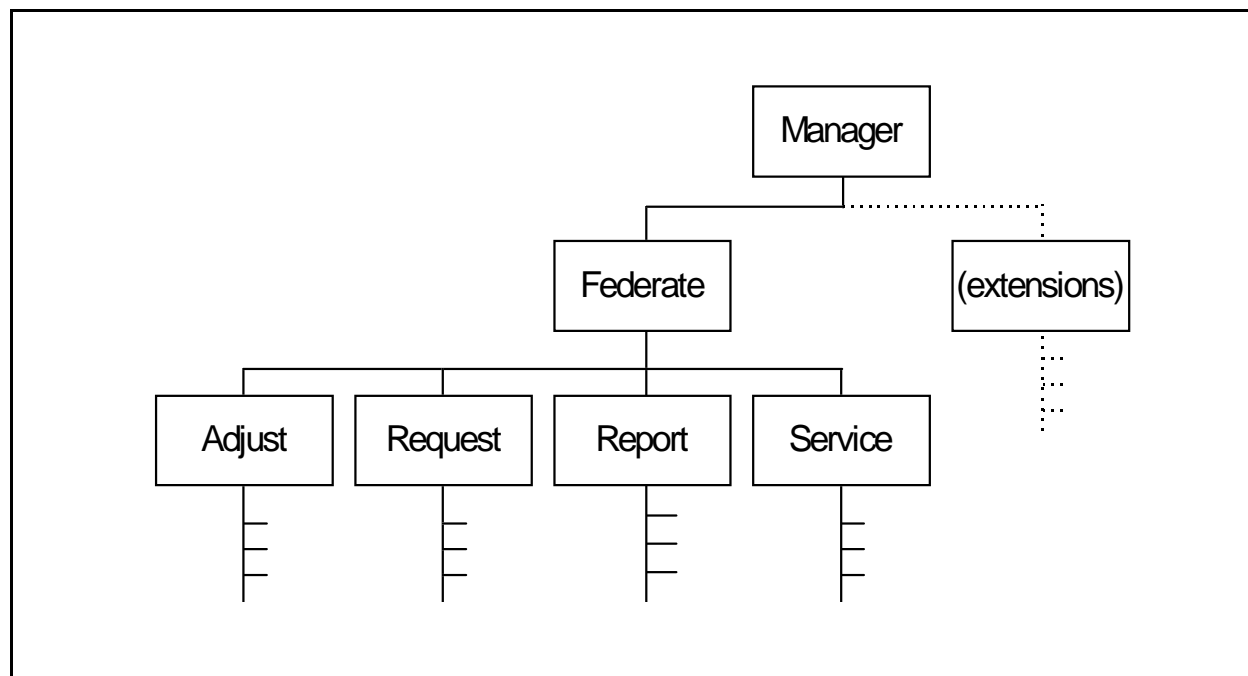 Manager
Federate
(extensions)
Adjust
Request
Report
Service